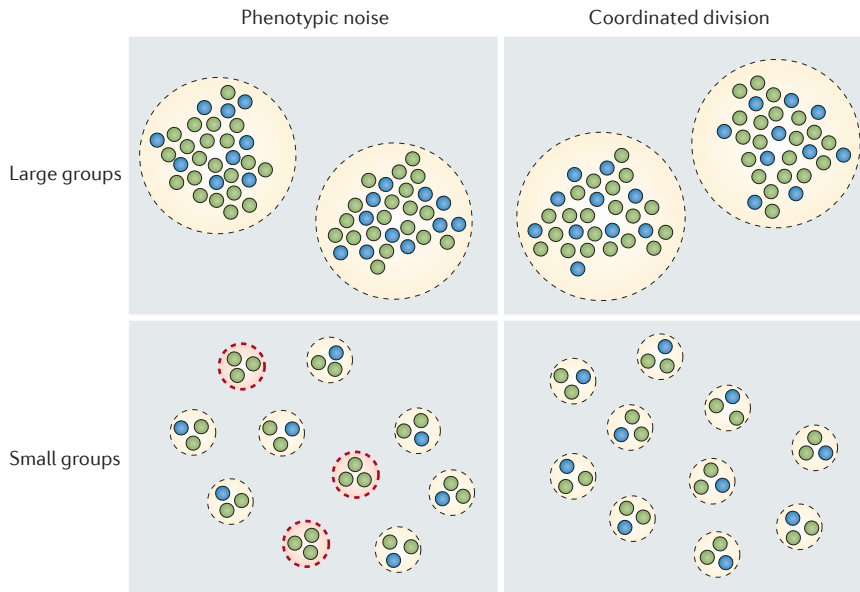 Phenotypic noise
Coordinated division
Large groups
Small groups